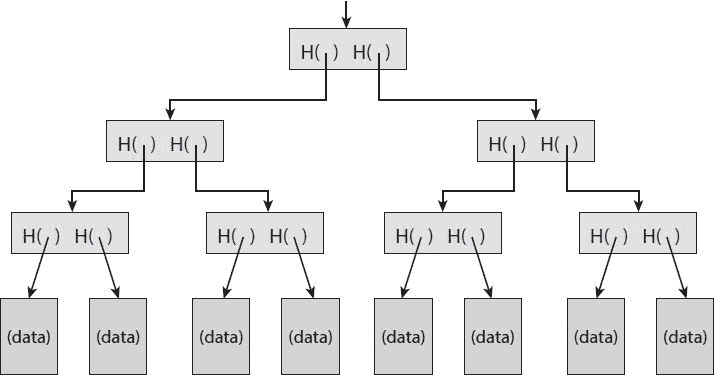 H( ) H( )
H( ) H( ) H( ) H( )
H( ) H( ) H( ) H( ) H( ) H( ) H( ) H( )
(data) (data) (data) (data) (data) (data) (data) (data)